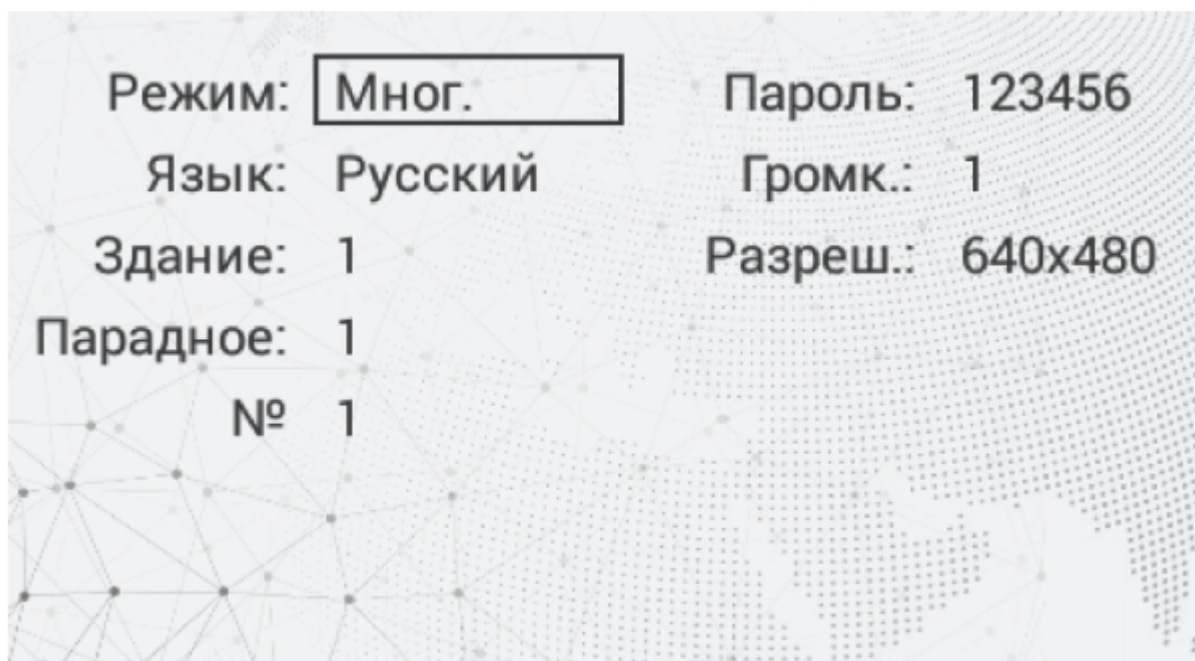 Режим: Мног.
Язык: Русский
Здание: 1
Парадное: 1
№ 1
Пароль: 123456
Громк.: 1
Разреш.: 640x480